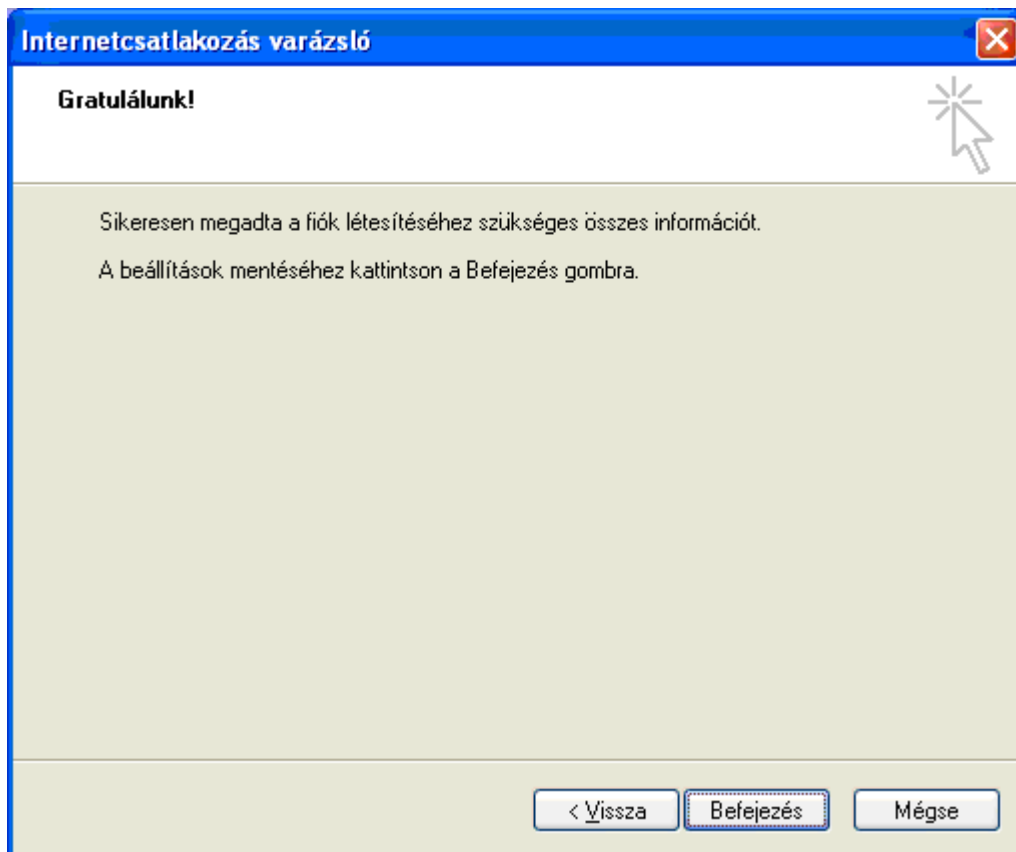 Internetcsatlakozás varázsló
Gratulálunk!
Sikeresen megadta a fiók létesítéséhez szükséges összes információt.
A beállítások mentéséhez kattintson a Befejezés gombra.
< Vissza Befejezés Mégse